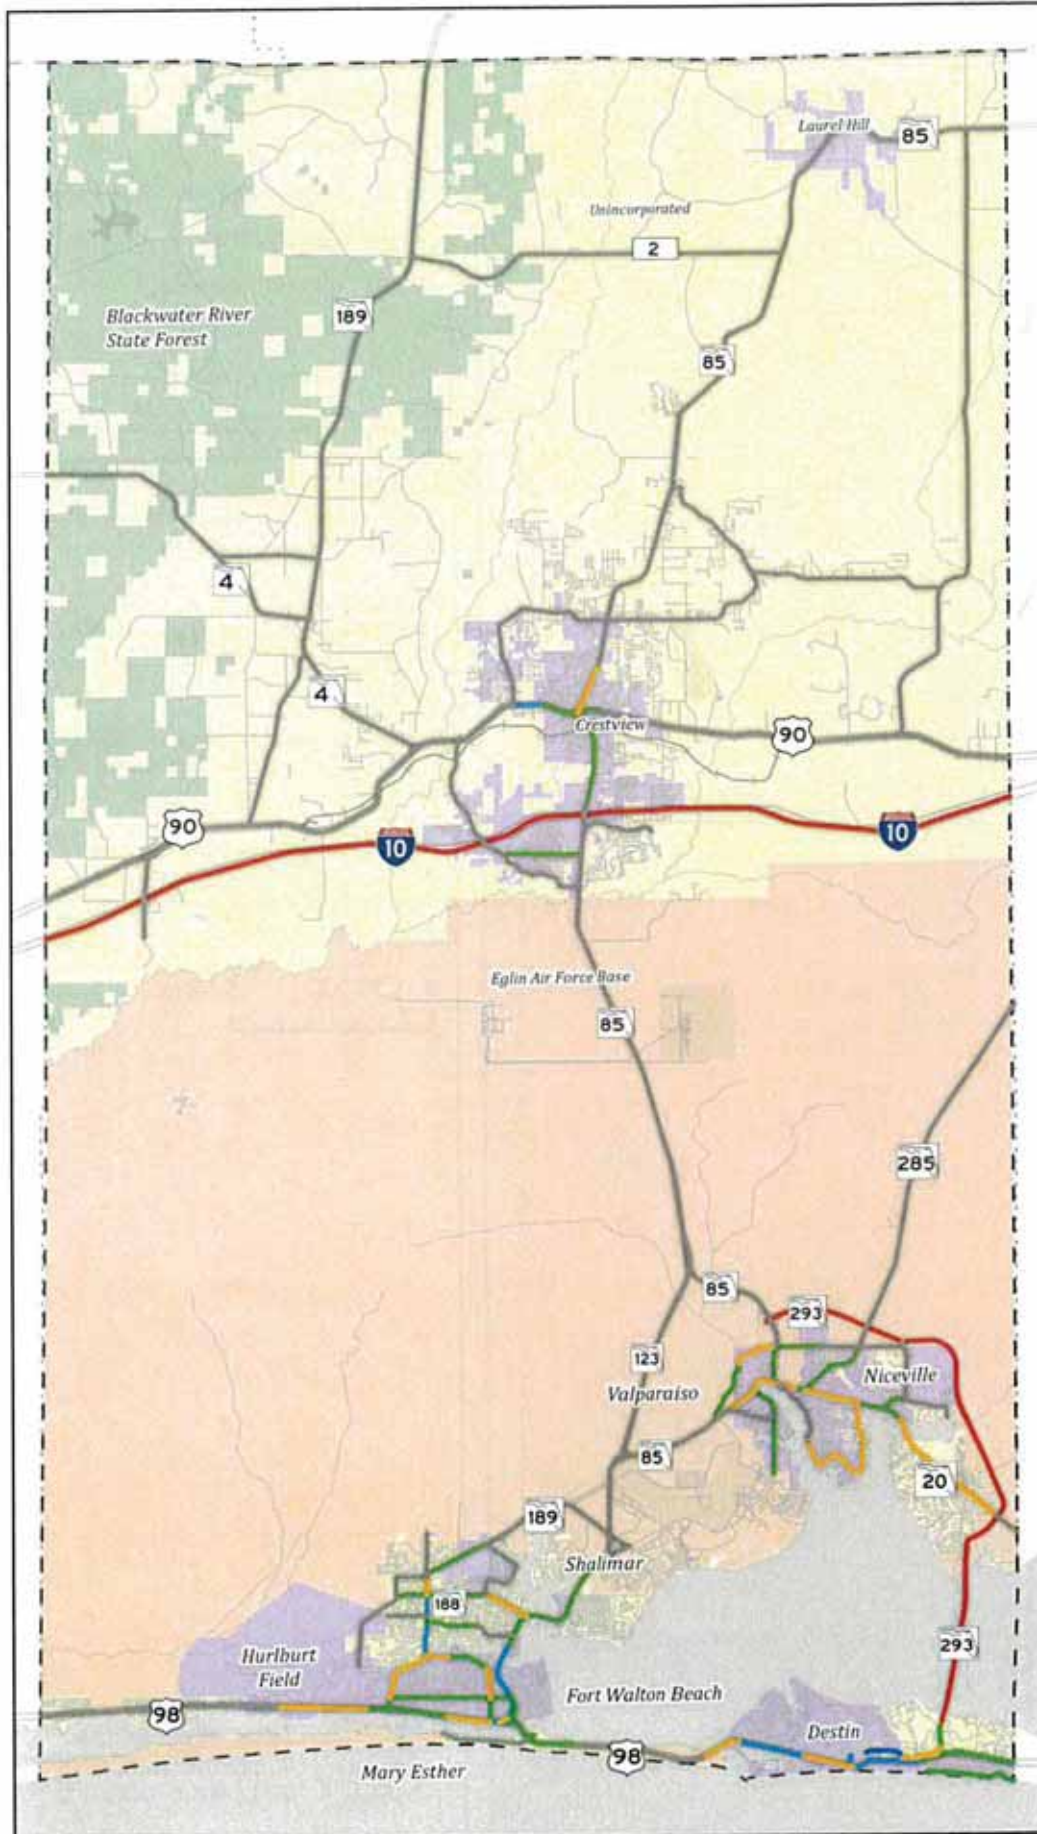 Laurel Hill
85
Unincorporated
2
Blackwater River
State Forest
189
85
4
4
Crestview
90
90
10
10
Eglin Air Force Base
85
285
85
293
123
Niceville
Valparaiso
85
20
189
Shalimar
188
293
Hurlburt
Field
Fort Walton Beach
98
Destin
98
Mary Esther